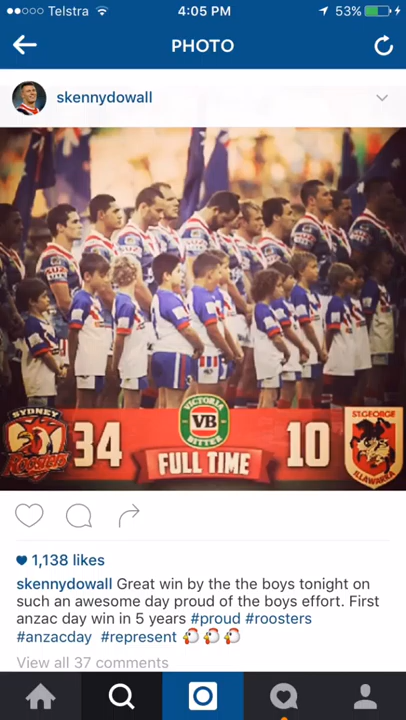 Telstra 4:05 PM 53%
PHOTO
skennydowall
SYDNEY
Roosters
34
VICTORIA
VB
BITTER
FULL TIME
10
ST.GEORGE
ILLAWARRA
1,138 likes
skennydowall Great win by the the boys tonight on
such an awesome day proud of the boys effort. First
anzac day win in 5 years #proud #roosters
#anzacday #represent 🐔🐔🐔
View all 37 comments